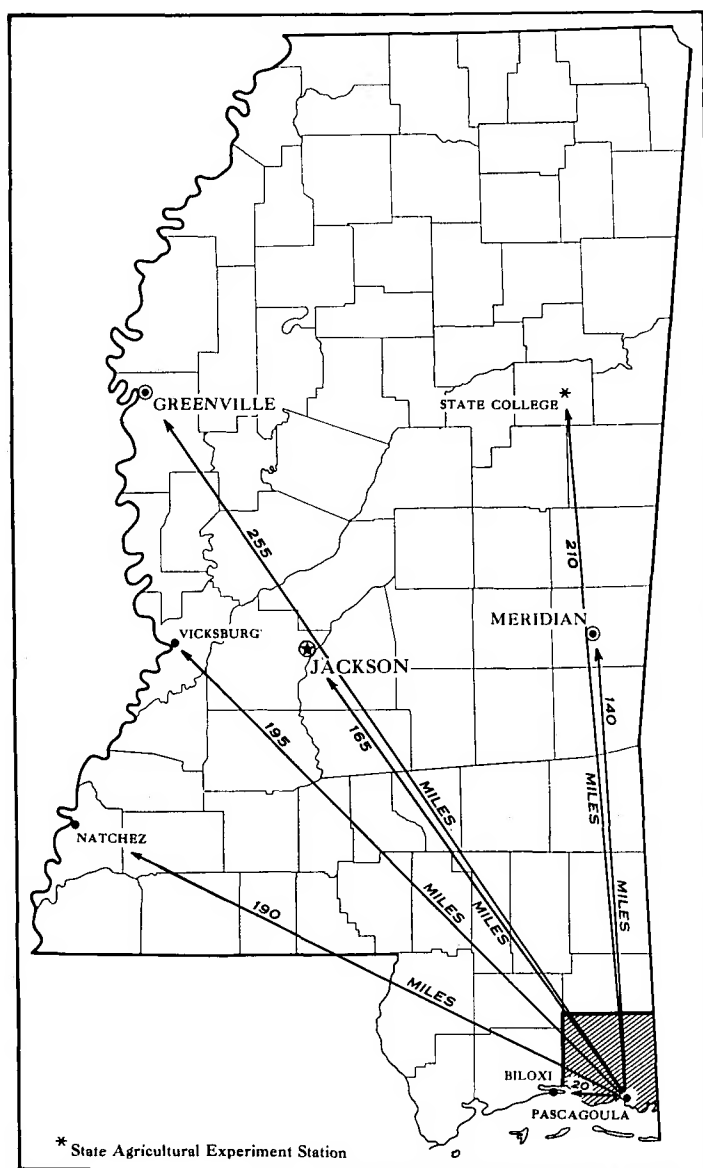 GREENVILLE
STATE COLLEGE *
255
210
VICKSBURG
MERIDIAN
JACKSON
195
165
140
MILES
MILES
NATCHEZ
MILES
MILES
MILES
190
MILES
BILOXI
20
PASCAGOULA
* State Agricultural Experiment Station